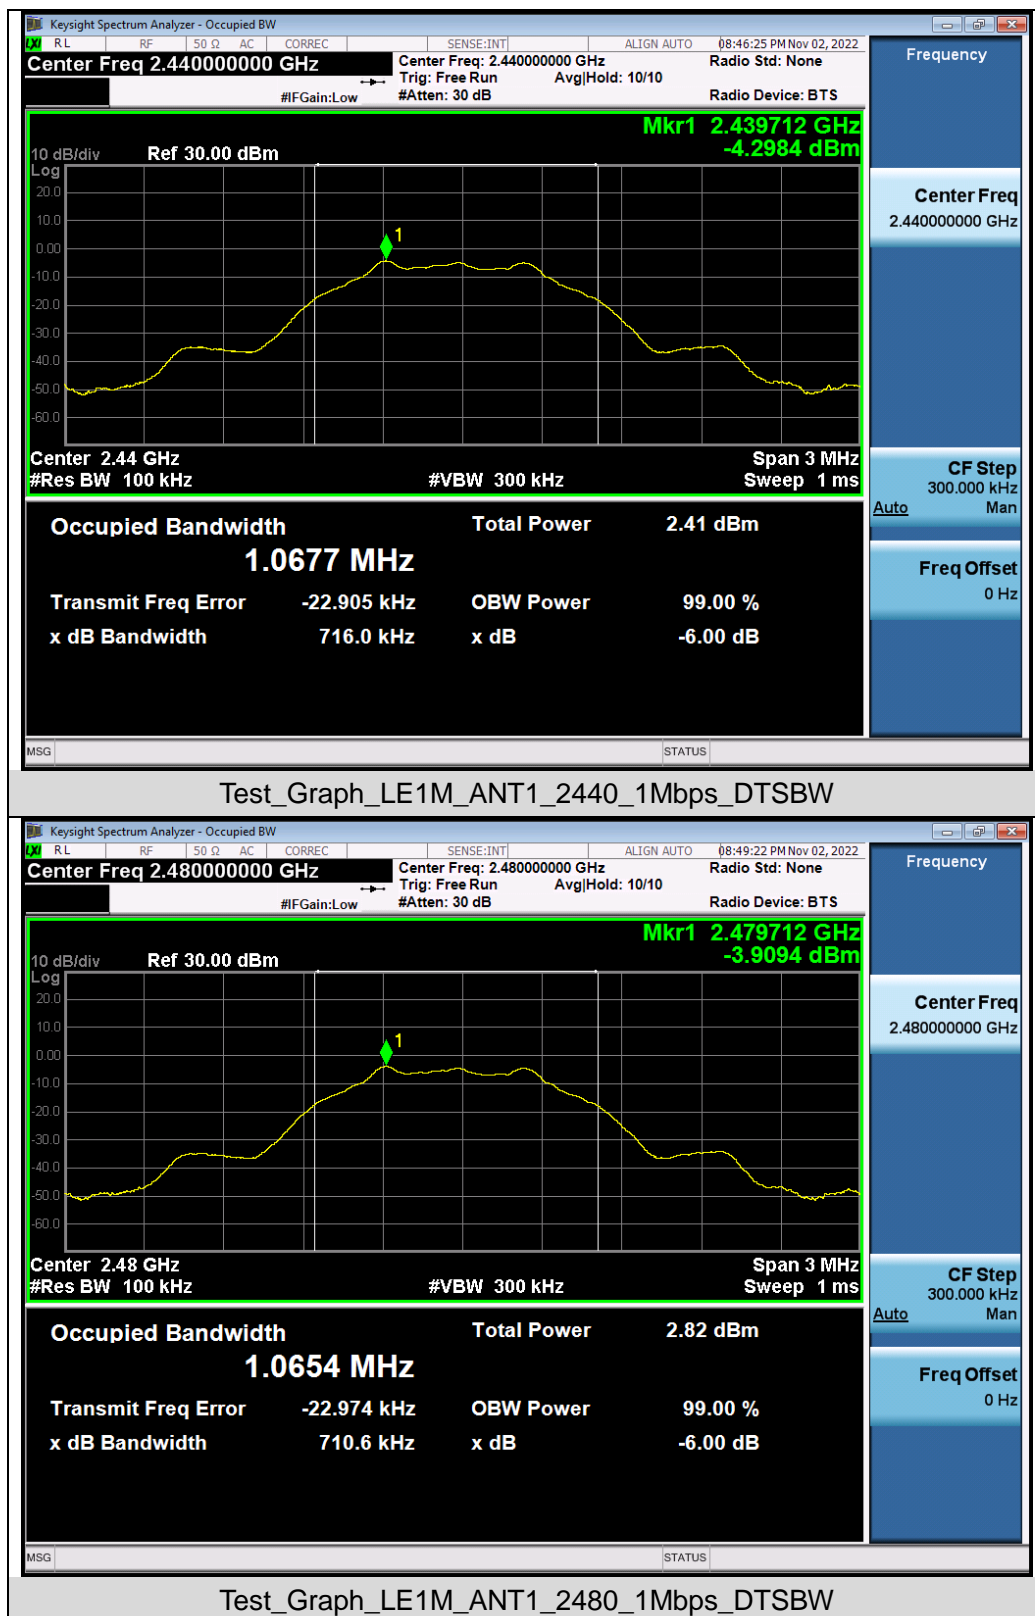 Keysight Spectrum Analyzer - Occupied BW
LXI RL RF 50 Ω AC CORREC SENSE:INT ALIGN AUTO 08:46:25 PM Nov 02, 2022
Center Freq 2.440000000 GHz
Center Freq: 2.440000000 GHz
Radio Std: None
Trig: Free Run Avg|Hold: 10/10
#IFGain:Low #Atten: 30 dB Radio Device: BTS
Frequency
Mkr1 2.439712 GHz
-4.2984 dBm
10 dB/div Ref 30.00 dBm
Log
20.0
10.0
0.00
-10.0
-20.0
-30.0
-40.0
-50.0
-60.0
1
Center 2.44 GHz Span 3 MHz
#Res BW 100 kHz #VBW 300 kHz Sweep 1 ms
Center Freq
2.440000000 GHz
CF Step
300.000 kHz
Auto Man
Freq Offset
0 Hz
Occupied Bandwidth Total Power 2.41 dBm
1.0677 MHz
Transmit Freq Error -22.905 kHz OBW Power 99.00 %
x dB Bandwidth 716.0 kHz x dB -6.00 dB
MSG STATUS
Test_Graph_LE1M_ANT1_2440_1Mbps_DTSBW
Keysight Spectrum Analyzer - Occupied BW
LXI RL RF 50 Ω AC CORREC SENSE:INT ALIGN AUTO 08:49:22 PM Nov 02, 2022
Center Freq 2.480000000 GHz
Center Freq: 2.480000000 GHz
Radio Std: None
Trig: Free Run Avg|Hold: 10/10
#IFGain:Low #Atten: 30 dB Radio Device: BTS
Frequency
Mkr1 2.479712 GHz
-3.9094 dBm
10 dB/div Ref 30.00 dBm
Log
20.0
10.0
0.00
-10.0
-20.0
-30.0
-40.0
-50.0
-60.0
1
Center 2.48 GHz Span 3 MHz
#Res BW 100 kHz #VBW 300 kHz Sweep 1 ms
Center Freq
2.480000000 GHz
CF Step
300.000 kHz
Auto Man
Freq Offset
0 Hz
Occupied Bandwidth Total Power 2.82 dBm
1.0654 MHz
Transmit Freq Error -22.974 kHz OBW Power 99.00 %
x dB Bandwidth 710.6 kHz x dB -6.00 dB
MSG STATUS
Test_Graph_LE1M_ANT1_2480_1Mbps_DTSBW